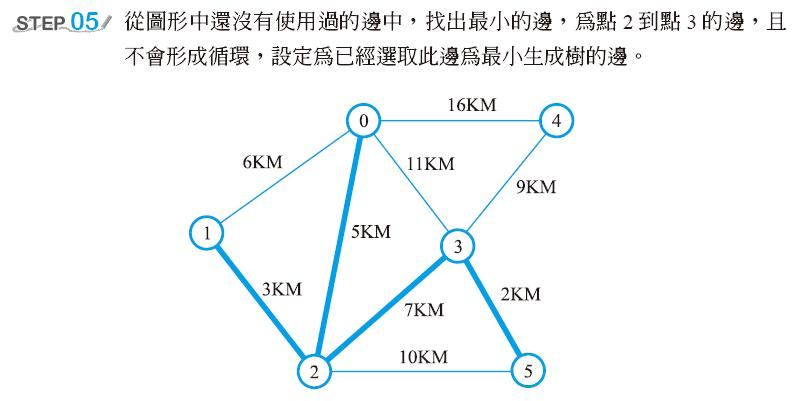 STEP 05 從圖形中還沒有使用過的邊中，找出最小的邊，為點 2 到點 3 的邊，且
不會形成循環，設定為已經選取此邊為最小生成樹的邊。
16KM
0
4
6KM
11KM
9KM
1
5KM
3
3KM
2KM
7KM
10KM
2
5